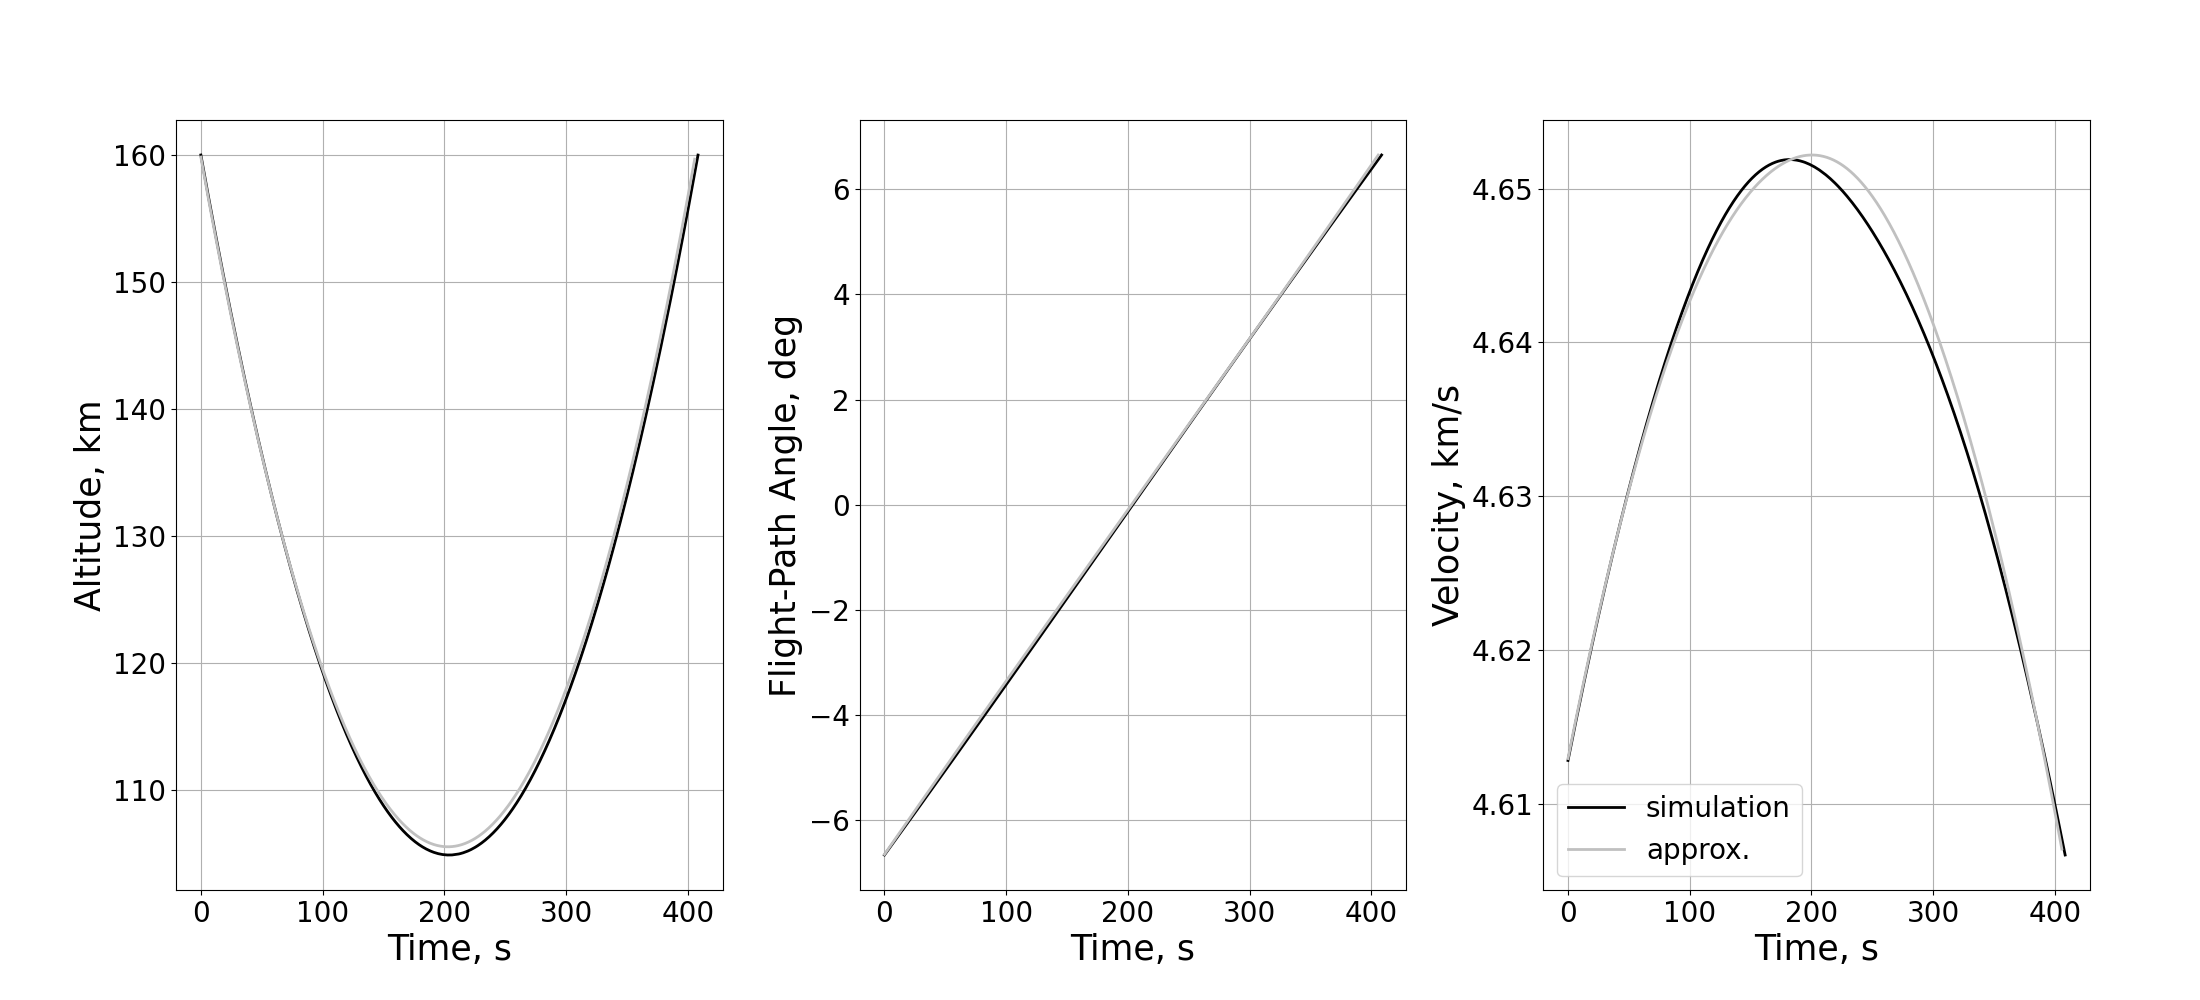 Altitude, km
160
150
140
130
120
110
0 100 200 300 400
Time, s
Flight-Path Angle, deg
6
4
2
0
−2
−4
−6
0 100 200 300 400
Time, s
Velocity, km/s
4.65
4.64
4.63
4.62
4.61
simulation
approx.
0 100 200 300 400
Time, s